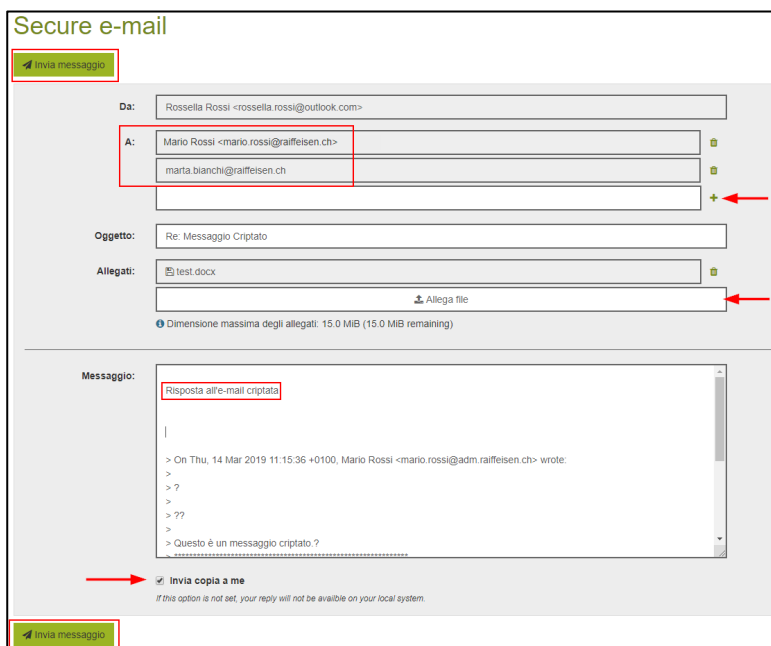 Secure e-mail
Invia messaggio
Da: Rossella Rossi <rossella.rossi@outlook.com>
A: Mario Rossi <mario.rossi@raiffeisen.ch>
marta.bianchi@raiffeisen.ch
+
Oggetto: Re: Messaggio Criptato
Allegati: test.docx
Allega file
Dimensione massima degli allegati: 15.0 MiB (15.0 MiB remaining)
Messaggio:
Risposta all'e-mail criptata
> On Thu, 14 Mar 2019 11:15:36 +0100, Mario Rossi <mario.rossi@adm.raiffeisen.ch> wrote:
>
> ?
>
> ??
>
> Questo è un messaggio criptato.?
Invia copia a me
If this option is not set, your reply will not be availble on your local system.
Invia messaggio